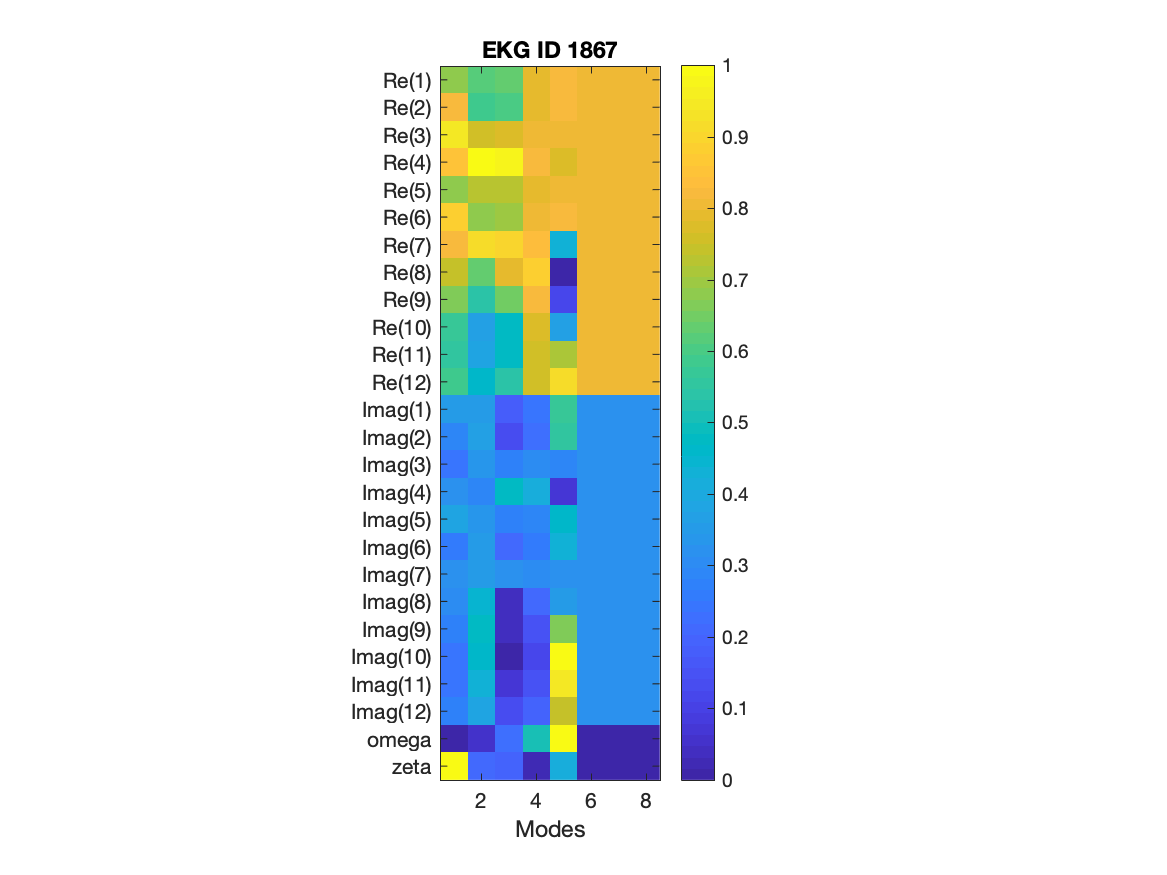 EKG ID 1867
Re(1)
Re(2)
Re(3)
Re(4)
Re(5)
Re(6)
Re(7)
Re(8)
Re(9)
Re(10)
Re(11)
Re(12)
Imag(1)
Imag(2)
Imag(3)
Imag(4)
Imag(5)
Imag(6)
Imag(7)
Imag(8)
Imag(9)
Imag(10)
Imag(11)
Imag(12)
omega
zeta
2 4 6 8
Modes
1
0.9
0.8
0.7
0.6
0.5
0.4
0.3
0.2
0.1
0